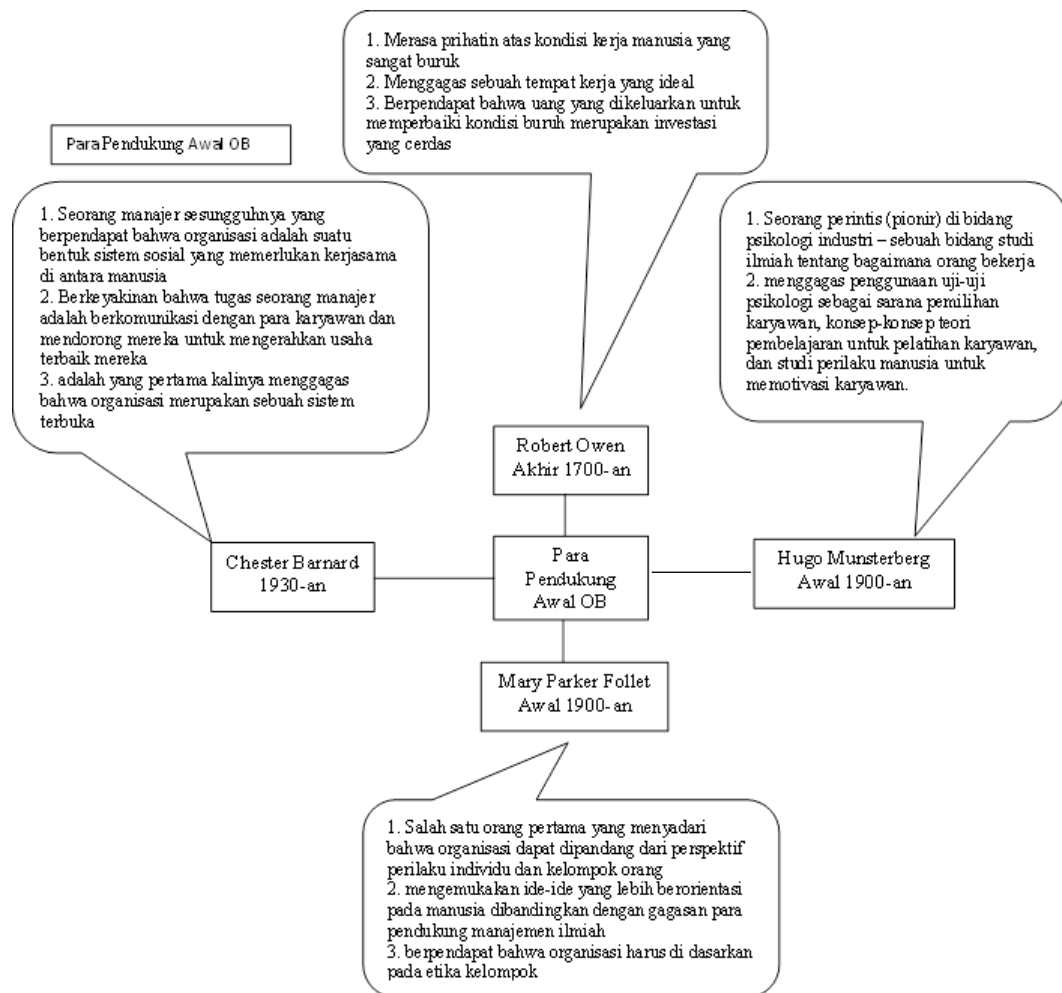 1. Merasa prihatin atas kondisi kerja manusia yang
sangat buruk
2. Menggagas sebuah tempat kerja yang ideal
3. Berpendapat bahwa uang yang dikeluarkan untuk
memperbaiki kondisi buruh merupakan investasi
yang cerdas
Para Pendukung Awal OB
1. Seorang manajer sesungguhnya yang
berpendapat bahwa organisasi adalah suatu
bentuk sistem sosial yang memerlukan kerjasama
di antara manusia
2. Berkeyakinan bahwa tugas seorang manajer
adalah berkomunikasi dengan para karyawan dan
mendorong mereka untuk mengerahkan usaha
terbaik mereka
3. adalah yang pertama kalinya menggagas
bahwa organisasi merupakan sebuah sistem
terbuka
1. Seorang perintis (pionir) di bidang
psikologi industri – sebuah bidang studi
ilmiah tentang bagaimana orang bekerja
2. menggagas penggunaan uji-uji
psikologi sebagai sarana pemilihan
karyawan, konsep-konsep teori
pembelajaran untuk pelatihan karyawan,
dan studi perilaku manusia untuk
memotivasi karyawan.
Robert Owen
Akhir 1700-an
Chester Barnard
1930-an
Para
Pendukung
Awal OB
Hugo Munsterberg
Awal 1900-an
Mary Parker Follet
Awal 1900-an
1. Salah satu orang pertama yang menyadari
bahwa organisasi dapat dipandang dari perspektif
perilaku individu dan kelompok orang
2. mengemukakan ide-ide yang lebih berorientasi
pada manusia dibandingkan dengan gagasan para
pendukung manajemen ilmiah
3. berpendapat bahwa organisasi harus di dasarkan
pada etika kelompok